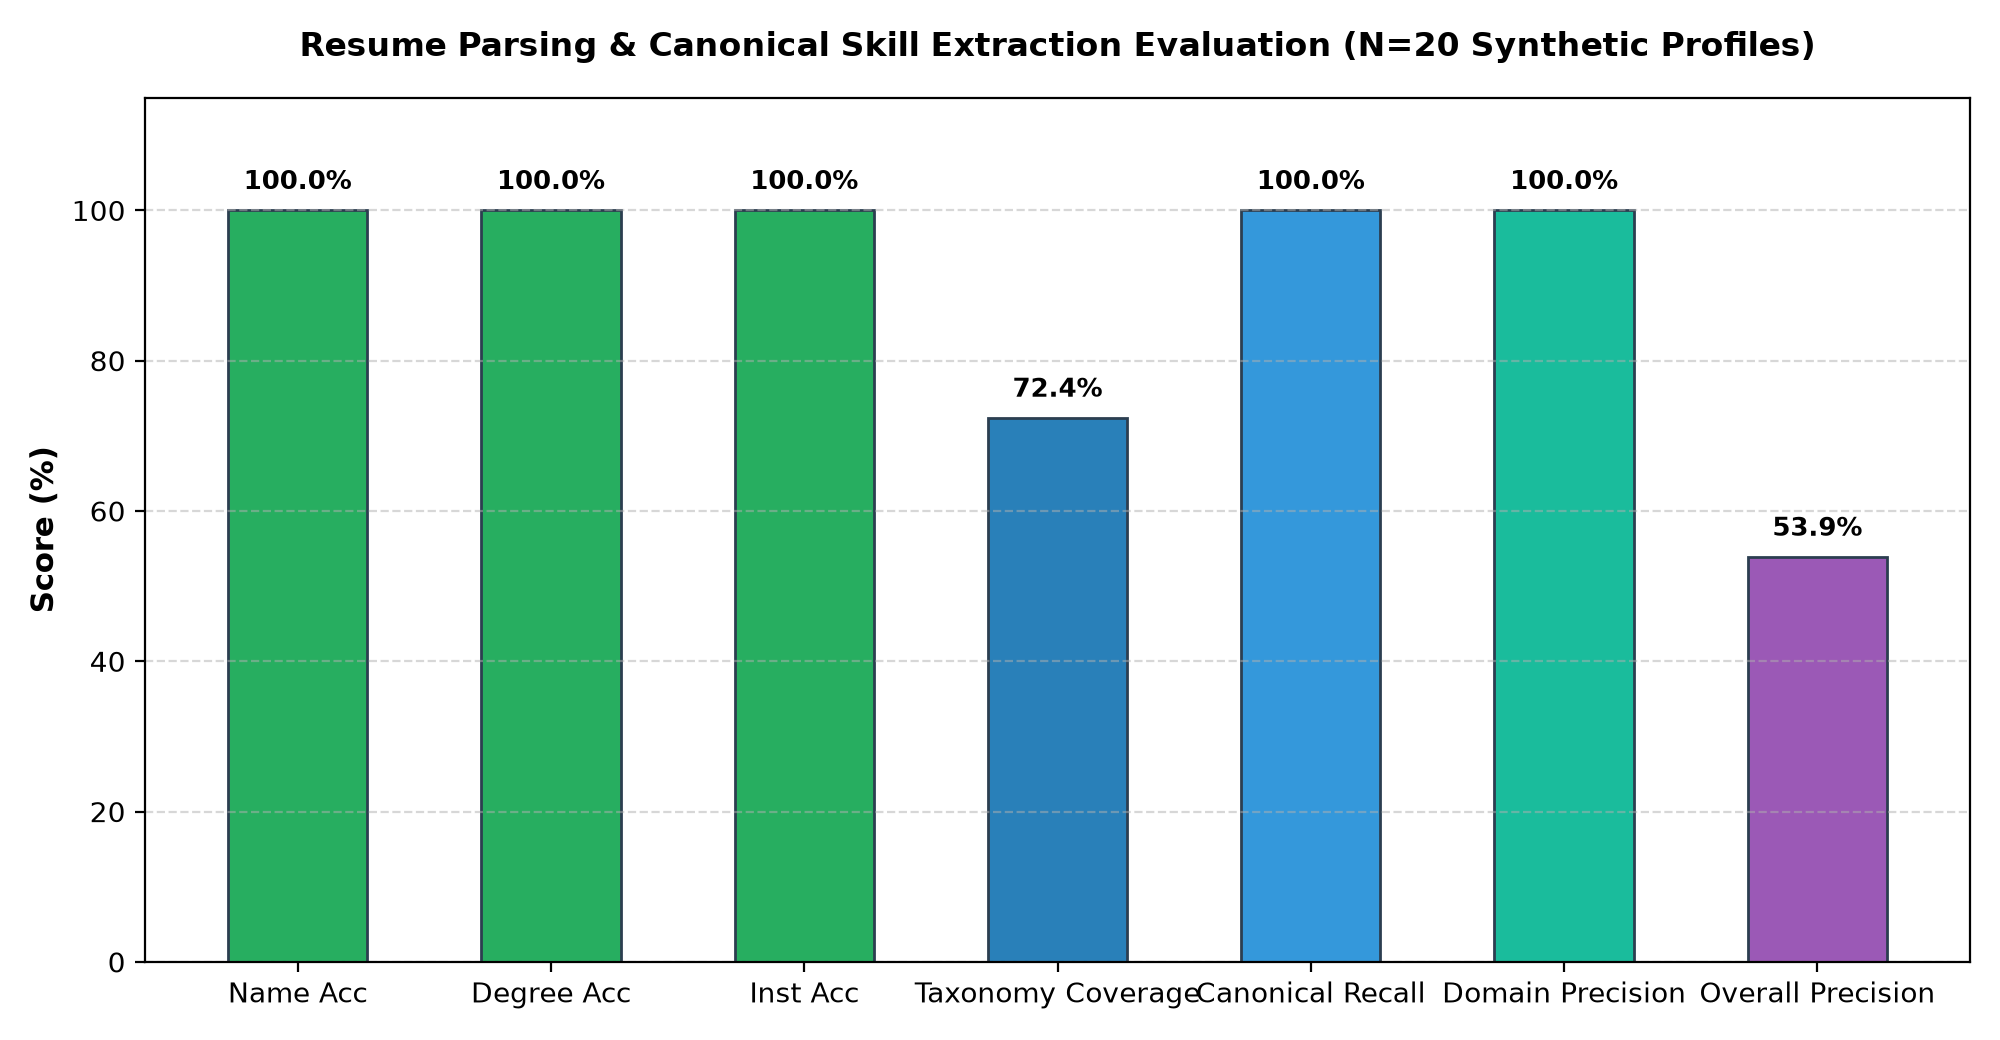 Resume Parsing & Canonical Skill Extraction Evaluation (N=20 Synthetic Profiles)
Score (%)
100
80
60
40
20
0
100.0%
100.0%
100.0%
72.4%
100.0%
100.0%
53.9%
Name Acc
Degree Acc
Inst Acc
Taxonomy Coverage
Canonical Recall
Domain Precision
Overall Precision